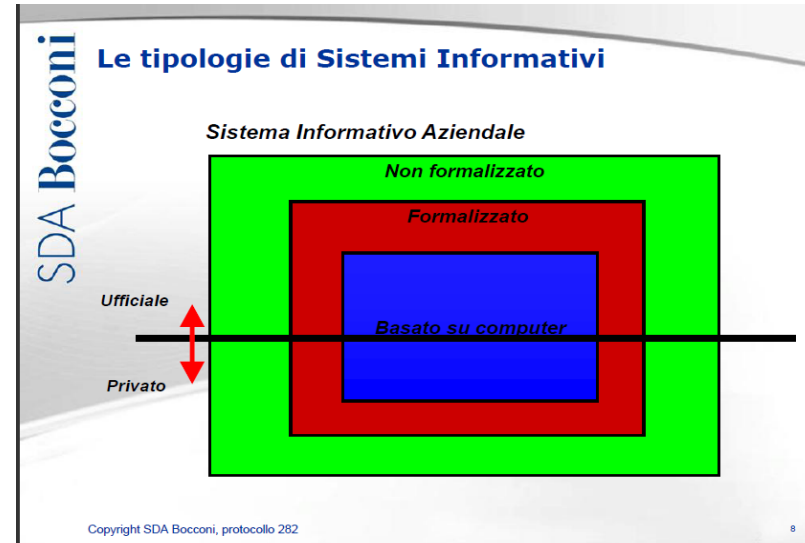 SDA Bocconi
Le tipologie di Sistemi Informativi
Sistema Informativo Aziendale
Non formalizzato
Formalizzato
Ufficiale
Basato su computer
Privato
Copyright SDA Bocconi, protocollo 282
8